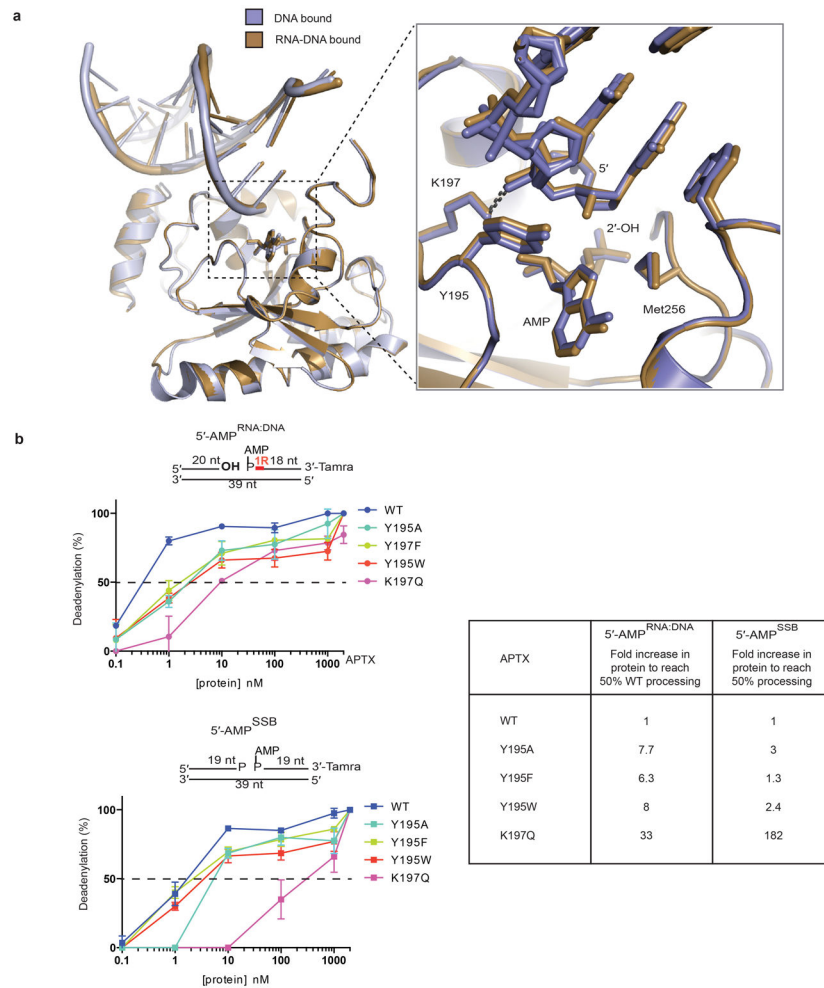 a
DNA bound
RNA-DNA bound
K197
5′
2′-OH
Y195
AMP
Met256
b
5′-AMP^RNA:DNA
AMP
20 nt OH P 1R 18 nt
5′ 3′-Tamra
3′ 39 nt 5′
Deadenylation (%)
100
50
0
0.1 1 10 100 1000
[protein] nM
APTX
WT
Y195A
Y197F
Y195W
K197Q
5′-AMP^SSB
AMP
19 nt P P 19 nt
5′ 3′-Tamra
3′ 39 nt 5′
Deadenylation (%)
100
50
0
0.1 1 10 100 1000
[protein] nM
WT
Y195A
Y195F
Y195W
K197Q
APTX
5′-AMP^RNA:DNA
Fold increase in
protein to reach
50% WT processing
5′-AMP^SSB
Fold increase in
protein to reach
50% processing
WT 1 1
Y195A 7.7 3
Y195F 6.3 1.3
Y195W 8 2.4
K197Q 33 182